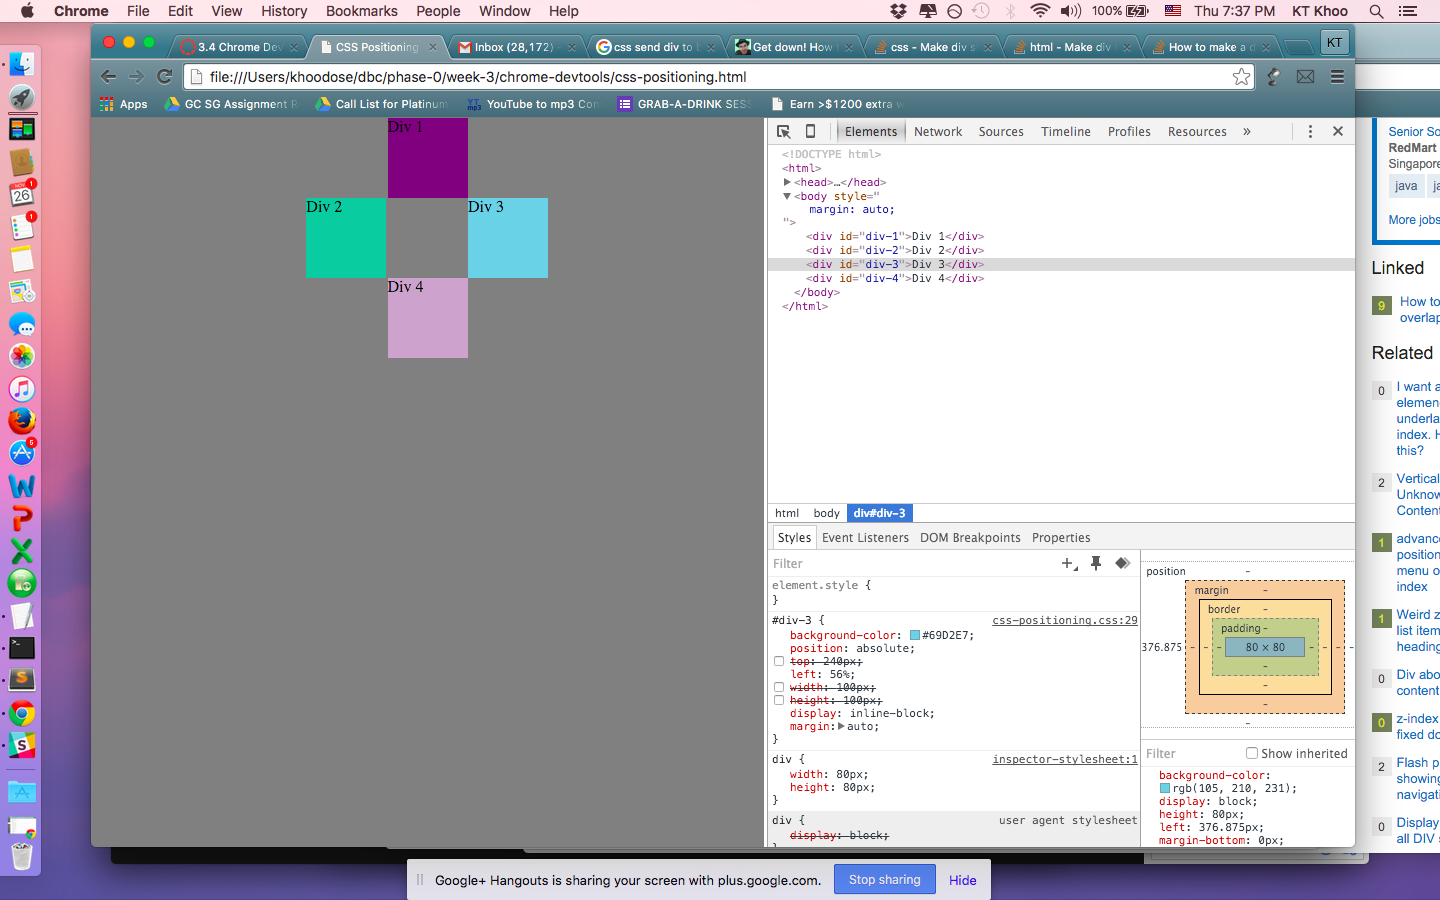 Chrome File Edit View History Bookmarks People Window Help 100% Thu 7:37 PM KT Khoo
3.4 Chrome Dev
CSS Positioning
Inbox (28,172)
css send div to b
Get down! How
css - Make div s
html - Make div
How to make a d
KT
file:///Users/khoodose/dbc/phase-0/week-3/chrome-devtools/css-positioning.html
Apps GC SG Assignment R Call List for Platinum YouTube to mp3 Con GRAB-A-DRINK SES Earn >$1200 extra w
Div 1
Div 2
Div 3
Div 4
Elements Network Sources Timeline Profiles Resources »
<!DOCTYPE html>
<html>
<head>…</head>
<body style="
margin: auto;
">
<div id="div-1">Div 1</div>
<div id="div-2">Div 2</div>
<div id="div-3">Div 3</div>
<div id="div-4">Div 4</div>
</body>
</html>
html body div#div-3
Styles Event Listeners DOM Breakpoints Properties
Filter
element.style {
}
#div-3 { css-positioning.css:29
background-color: #69D2E7;
position: absolute;
top: 240px;
left: 56%;
width: 100px;
height: 100px;
display: inline-block;
margin: auto;
}
div { inspector-stylesheet:1
width: 80px;
height: 80px;
}
div { user agent stylesheet
display: block;
position -
margin -
border -
padding -
376.875 - - - 80 × 80 - - - -
-
-
-
-
Filter Show inherited
background-color:
rgb(105, 210, 231);
display: block;
height: 80px;
left: 376.875px;
margin-bottom: 0px;
Senior So
RedMart
Singapore
java ja
More jobs
Linked
9 How to
overlap
Related
0 I want a
elemen
underla
index. H
this?
2 Vertical
Unknow
Content
1 advance
position
menu o
index
1 Weird z
list item
heading
0 Div abo
content
0 z-index
fixed do
2 Flash p
showing
navigati
0 Display
all DIV s
NOV
26
1
1
5
Google+ Hangouts is sharing your screen with plus.google.com. Stop sharing Hide